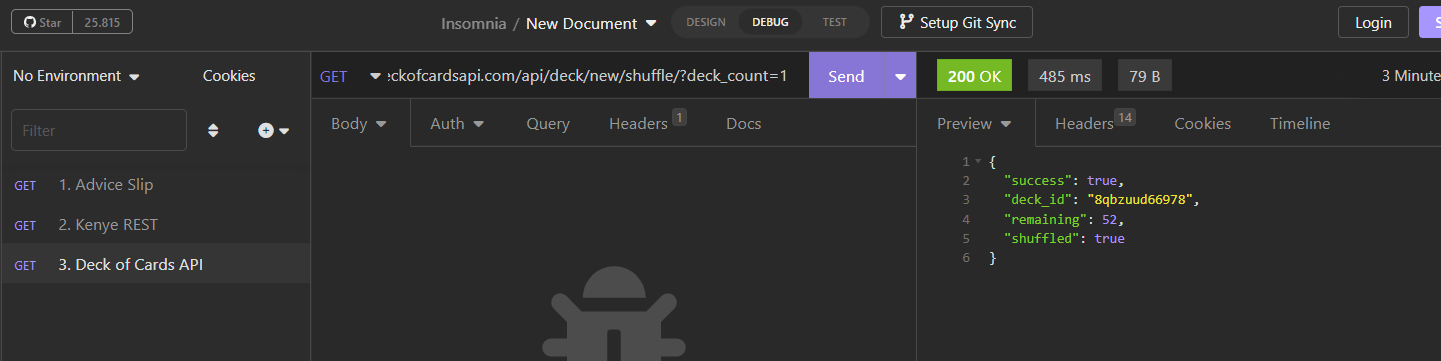 Star 25.815
Insomnia / New Document
DESIGN DEBUG TEST
Setup Git Sync
Login
No Environment
Cookies
Filter
GET 1. Advice Slip
GET 2. Kenye REST
GET 3. Deck of Cards API
GET eckofcardsapi.com/api/deck/new/shuffle/?deck_count=1 Send
Body Auth Query Headers 1 Docs
200 OK 485 ms 79 B 3 Minute
Preview Headers 14 Cookies Timeline
1 {
2 "success": true,
3 "deck_id": "8qbzuud66978",
4 "remaining": 52,
5 "shuffled": true
6 }